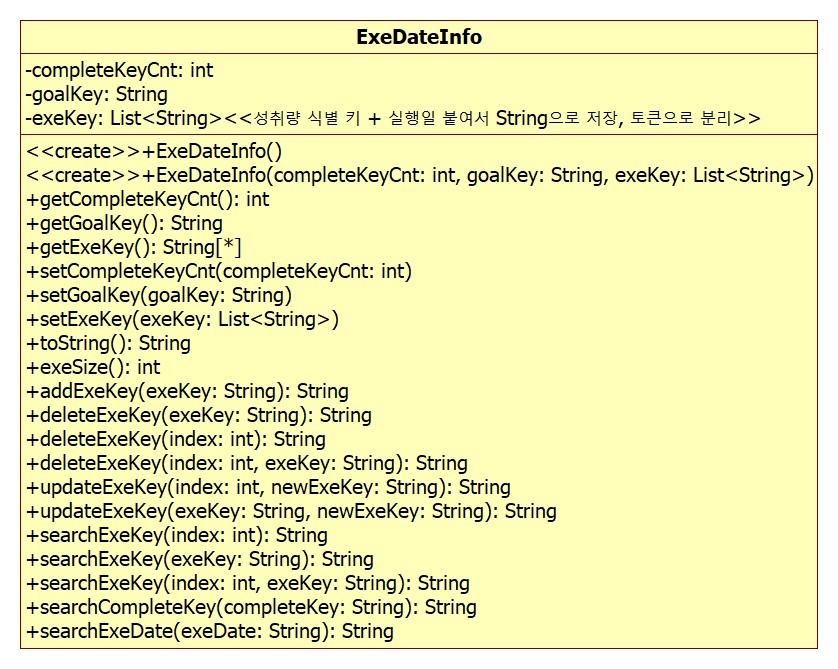 ExeDateInfo
-completeKeyCnt: int
-goalKey: String
-exeKey: List<String><<성취량 식별 키 + 실행일 붙여서 String으로 저장, 토큰으로 분리>>
<<create>>+ExeDateInfo()
<<create>>+ExeDateInfo(completeKeyCnt: int, goalKey: String, exeKey: List<String>)
+getCompleteKeyCnt(): int
+getGoalKey(): String
+getExeKey(): String[*]
+setCompleteKeyCnt(completeKeyCnt: int)
+setGoalKey(goalKey: String)
+setExeKey(exeKey: List<String>)
+toString(): String
+exeSize(): int
+addExeKey(exeKey: String): String
+deleteExeKey(exeKey: String): String
+deleteExeKey(index: int): String
+deleteExeKey(index: int, exeKey: String): String
+updateExeKey(index: int, newExeKey: String): String
+updateExeKey(exeKey: String, newExeKey: String): String
+searchExeKey(index: int): String
+searchExeKey(exeKey: String): String
+searchExeKey(index: int, exeKey: String): String
+searchCompleteKey(completeKey: String): String
+searchExeDate(exeDate: String): String